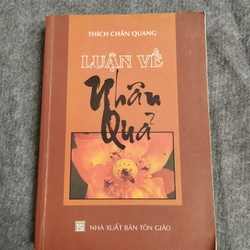 THÍCH CHÂN QUANG
LUẬN VỀ
Nhân
Quả
NHÀ XUẤT BẢN TÔN GIÁO